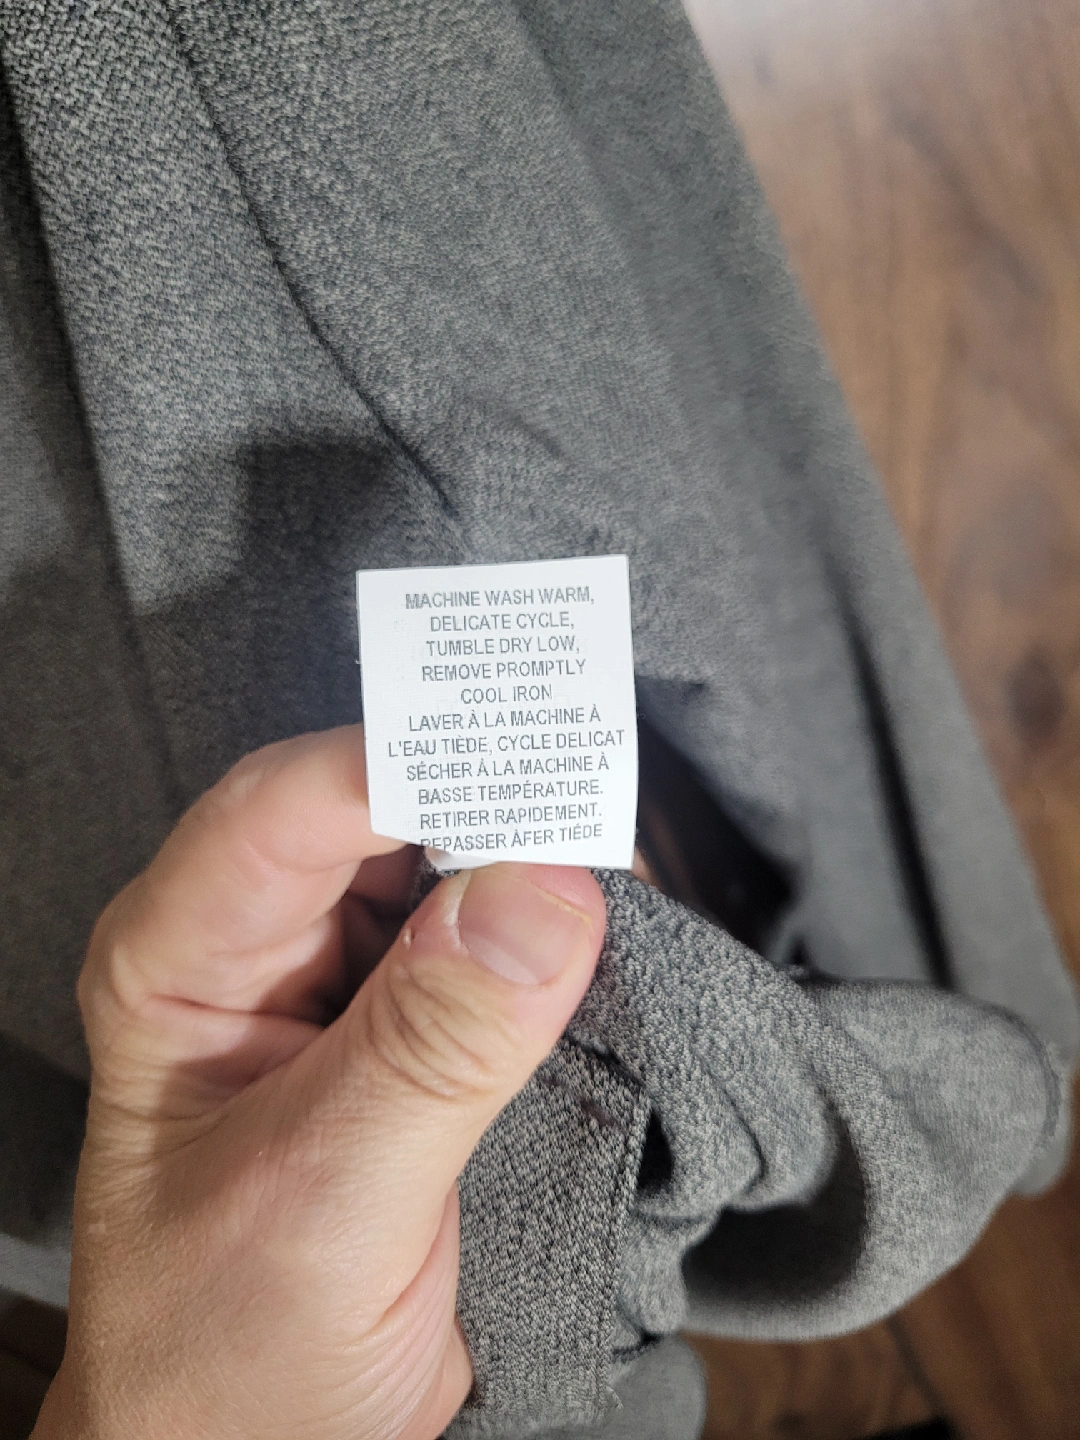 MACHINE WASH WARM,
DELICATE CYCLE,
TUMBLE DRY LOW,
REMOVE PROMPTLY
COOL IRON
LAVER À LA MACHINE À
L'EAU TIÈDE, CYCLE DELICAT
SÉCHER À LA MACHINE À
BASSE TEMPÉRATURE.
RETIRER RAPIDEMENT.
REPASSER ÀFER TIÉDE